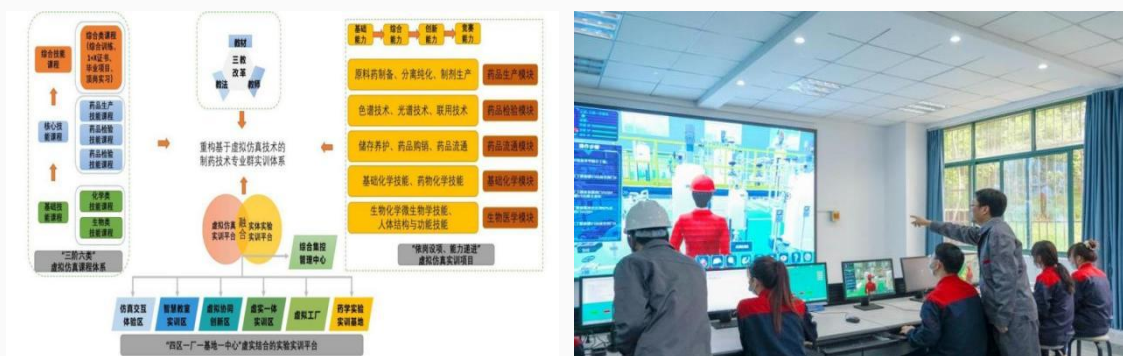 综合技能
课程
综合类课程
(综合训练、
1+X证书、
毕业项目、
顶岗实习)
核心技
能课程
药品生产
技能课程
药品检验
技能课程
药品检验
技能课程
基础技
能课程
化学类
技能课程
生物类
技能课程
“三阶六类”
虚拟仿真课程体系
教材
三教
改革
教法
教师
重构基于虚拟仿真技术的
制药技术专业群实训体系
虚拟仿真
实训平台
融合
实体实验
实训平台
综合集控
管理中心
基础
能力
综合
能力
创新
能力
竞赛
能力
原料药制备、分离纯化、制剂生产
药品生产模块
色谱技术、光谱技术、联用技术
药品检验模块
储存养护、药品购销、药品流通
药品流通模块
基础化学技能、药物化学技能
基础化学模块
生物化学微生物学技能、
人体结构与功能技能
生物医学模块
“依岗设项、能力递进”
虚拟仿真实训项目
仿真交互
体验区
智慧教室
实训区
虚拟协同
创新区
虚实一体
实训区
虚拟工厂
药学实验
实训基地
“四区一厂一基地一中心”虚实结合的实验实训平台
操作步骤